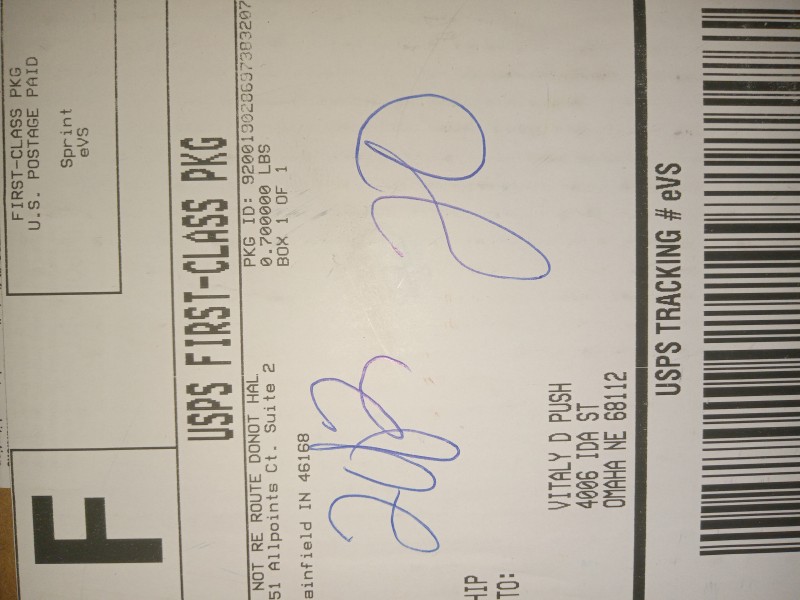 F
FIRST-CLASS PKG
U.S. POSTAGE PAID
Sprint
eVS
USPS FIRST-CLASS PKG
NOT RE ROUTE DONOT HAL
51 Allpoints Ct. Suite 2
ainfield IN 46168
PKG ID: 92001902869738320
0.700000 LBS
BOX 1 OF 1
HIP
TO:
VITALY D PUSH
4006 IDA ST
OMAHA NE 68112
USPS TRACKING # eVS